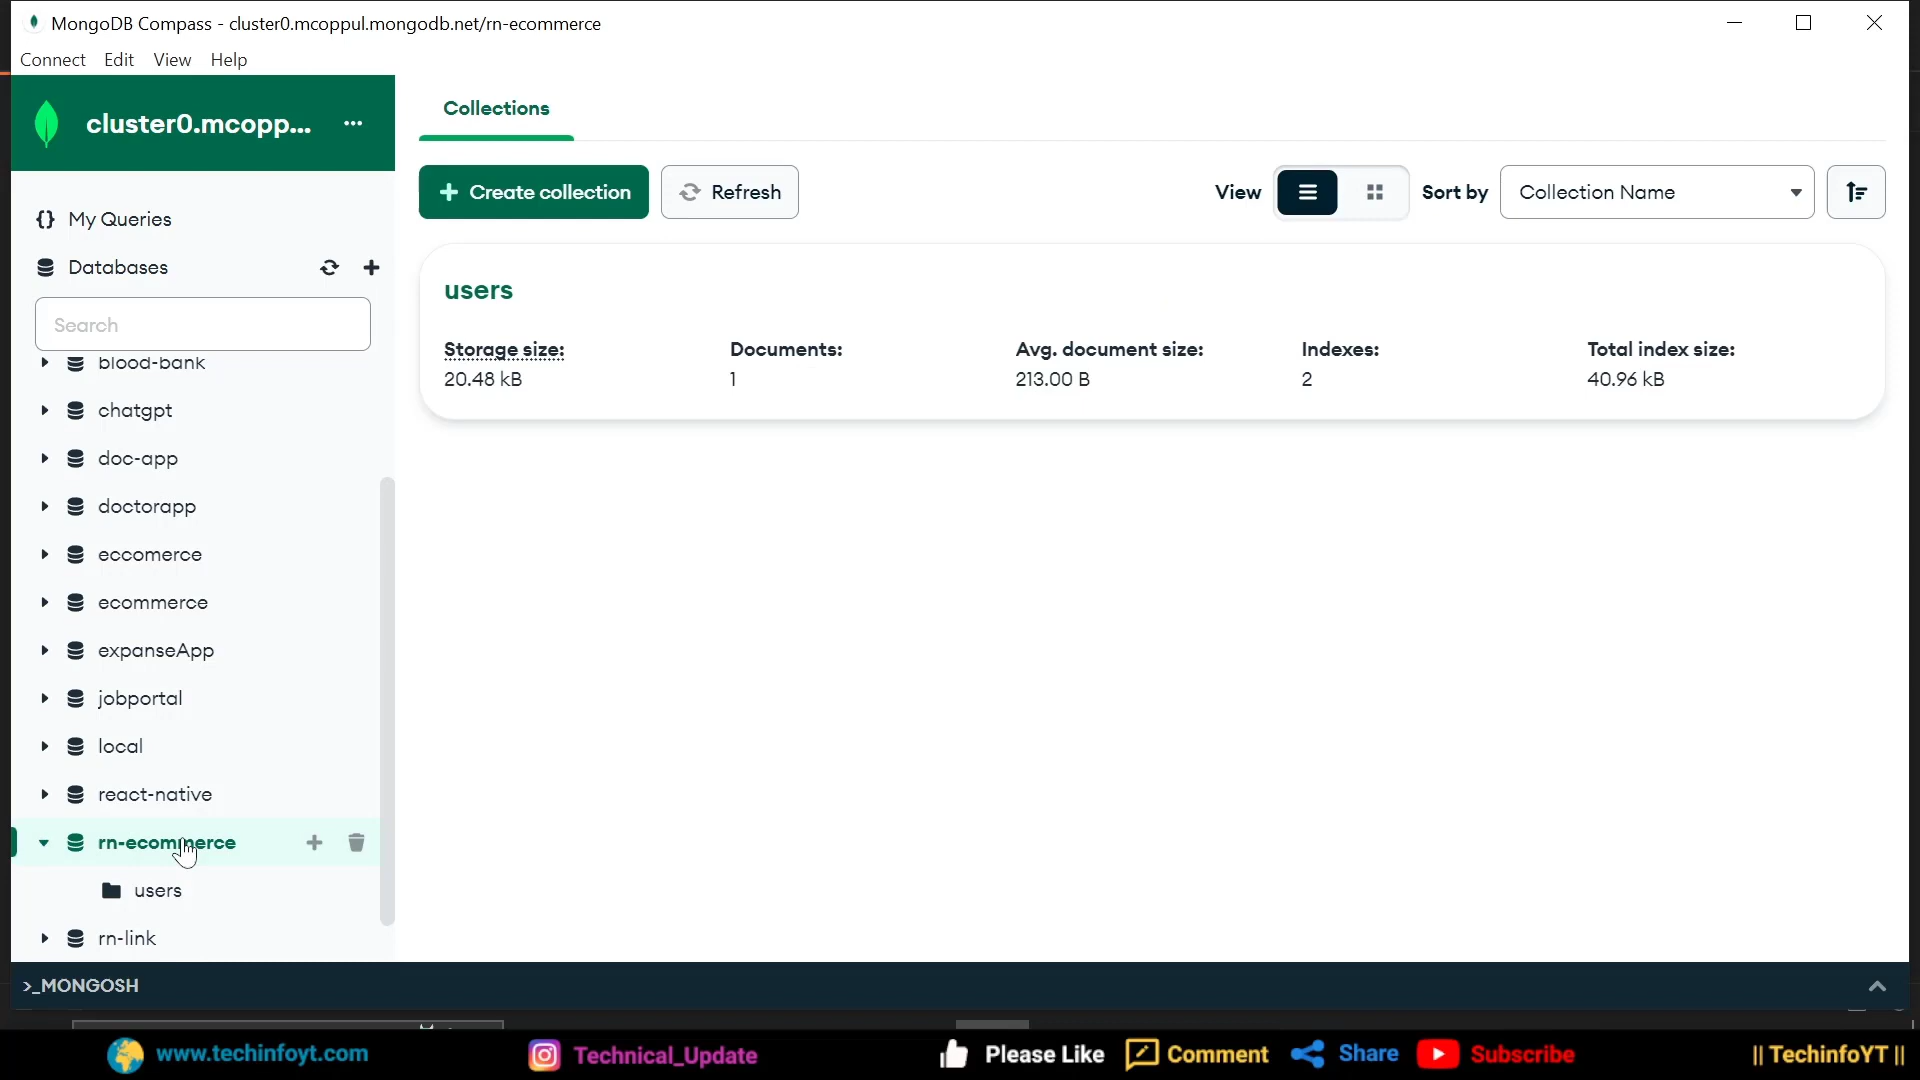 MongoDB Compass - cluster0.mcoppul.mongodb.net/rn-ecommerce
Connect Edit View Help
cluster0.mcopp... ...
{} My Queries
Databases
Search
blood-bank
chatgpt
doc-app
doctorapp
eccomerce
ecommerce
expanseApp
jobportal
local
react-native
rn-ecommerce
users
rn-link
Collections
+ Create collection Refresh
View Sort by Collection Name
users
Storage size: Documents: Avg. document size: Indexes: Total index size:
20.48 kB 1 213.00 B 2 40.96 kB
>_MONGOSH
www.techinfoyt.com Technical_Update Please Like Comment Share Subscribe || TechinfoYT ||